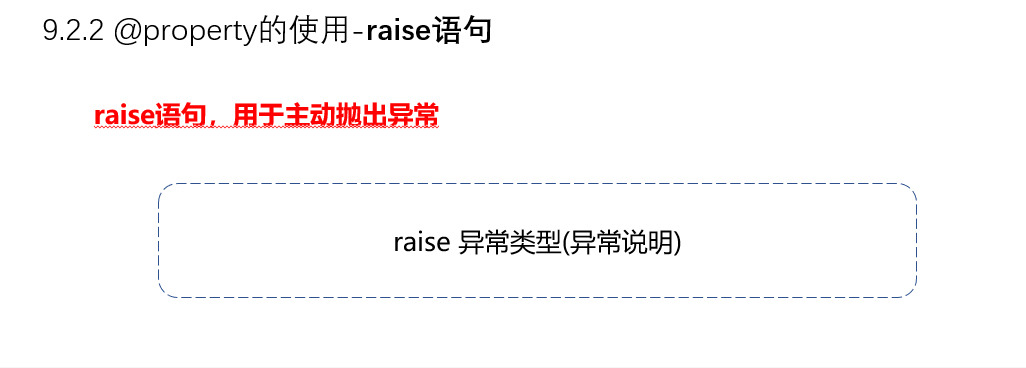 9.2.2 @property的使用-raise语句
raise语句，用于主动抛出异常
raise 异常类型(异常说明)